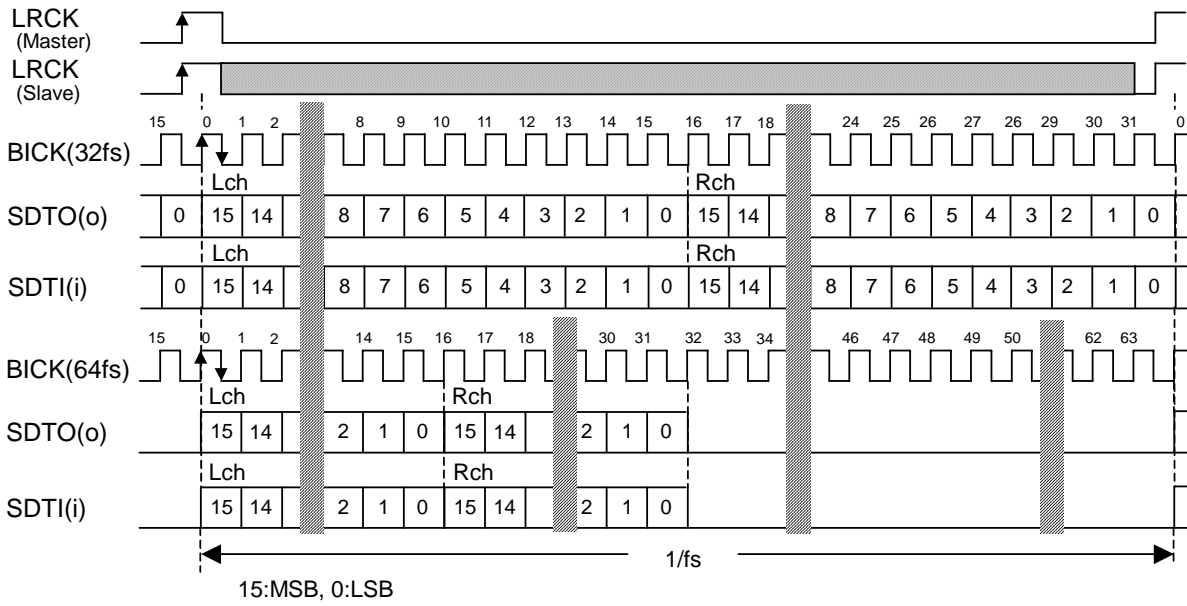 LRCK
(Master)
LRCK
(Slave)
15 0 1 2 8 9 10 11 12 13 14 15 16 17 18 24 25 26 27 26 29 30 31 0
BICK(32fs)
Lch Rch
SDTO(o) 0 15 14 8 7 6 5 4 3 2 1 0 15 14 8 7 6 5 4 3 2 1 0
Lch Rch
SDTI(i) 0 15 14 8 7 6 5 4 3 2 1 0 15 14 8 7 6 5 4 3 2 1 0
15 0 1 2 14 15 16 17 18 30 31 32 33 34 46 47 48 49 50 62 63
BICK(64fs)
Lch Rch
SDTO(o) 15 14 2 1 0 15 14 2 1 0
Lch Rch
SDTI(i) 15 14 2 1 0 15 14 2 1 0
1/fs
15:MSB, 0:LSB